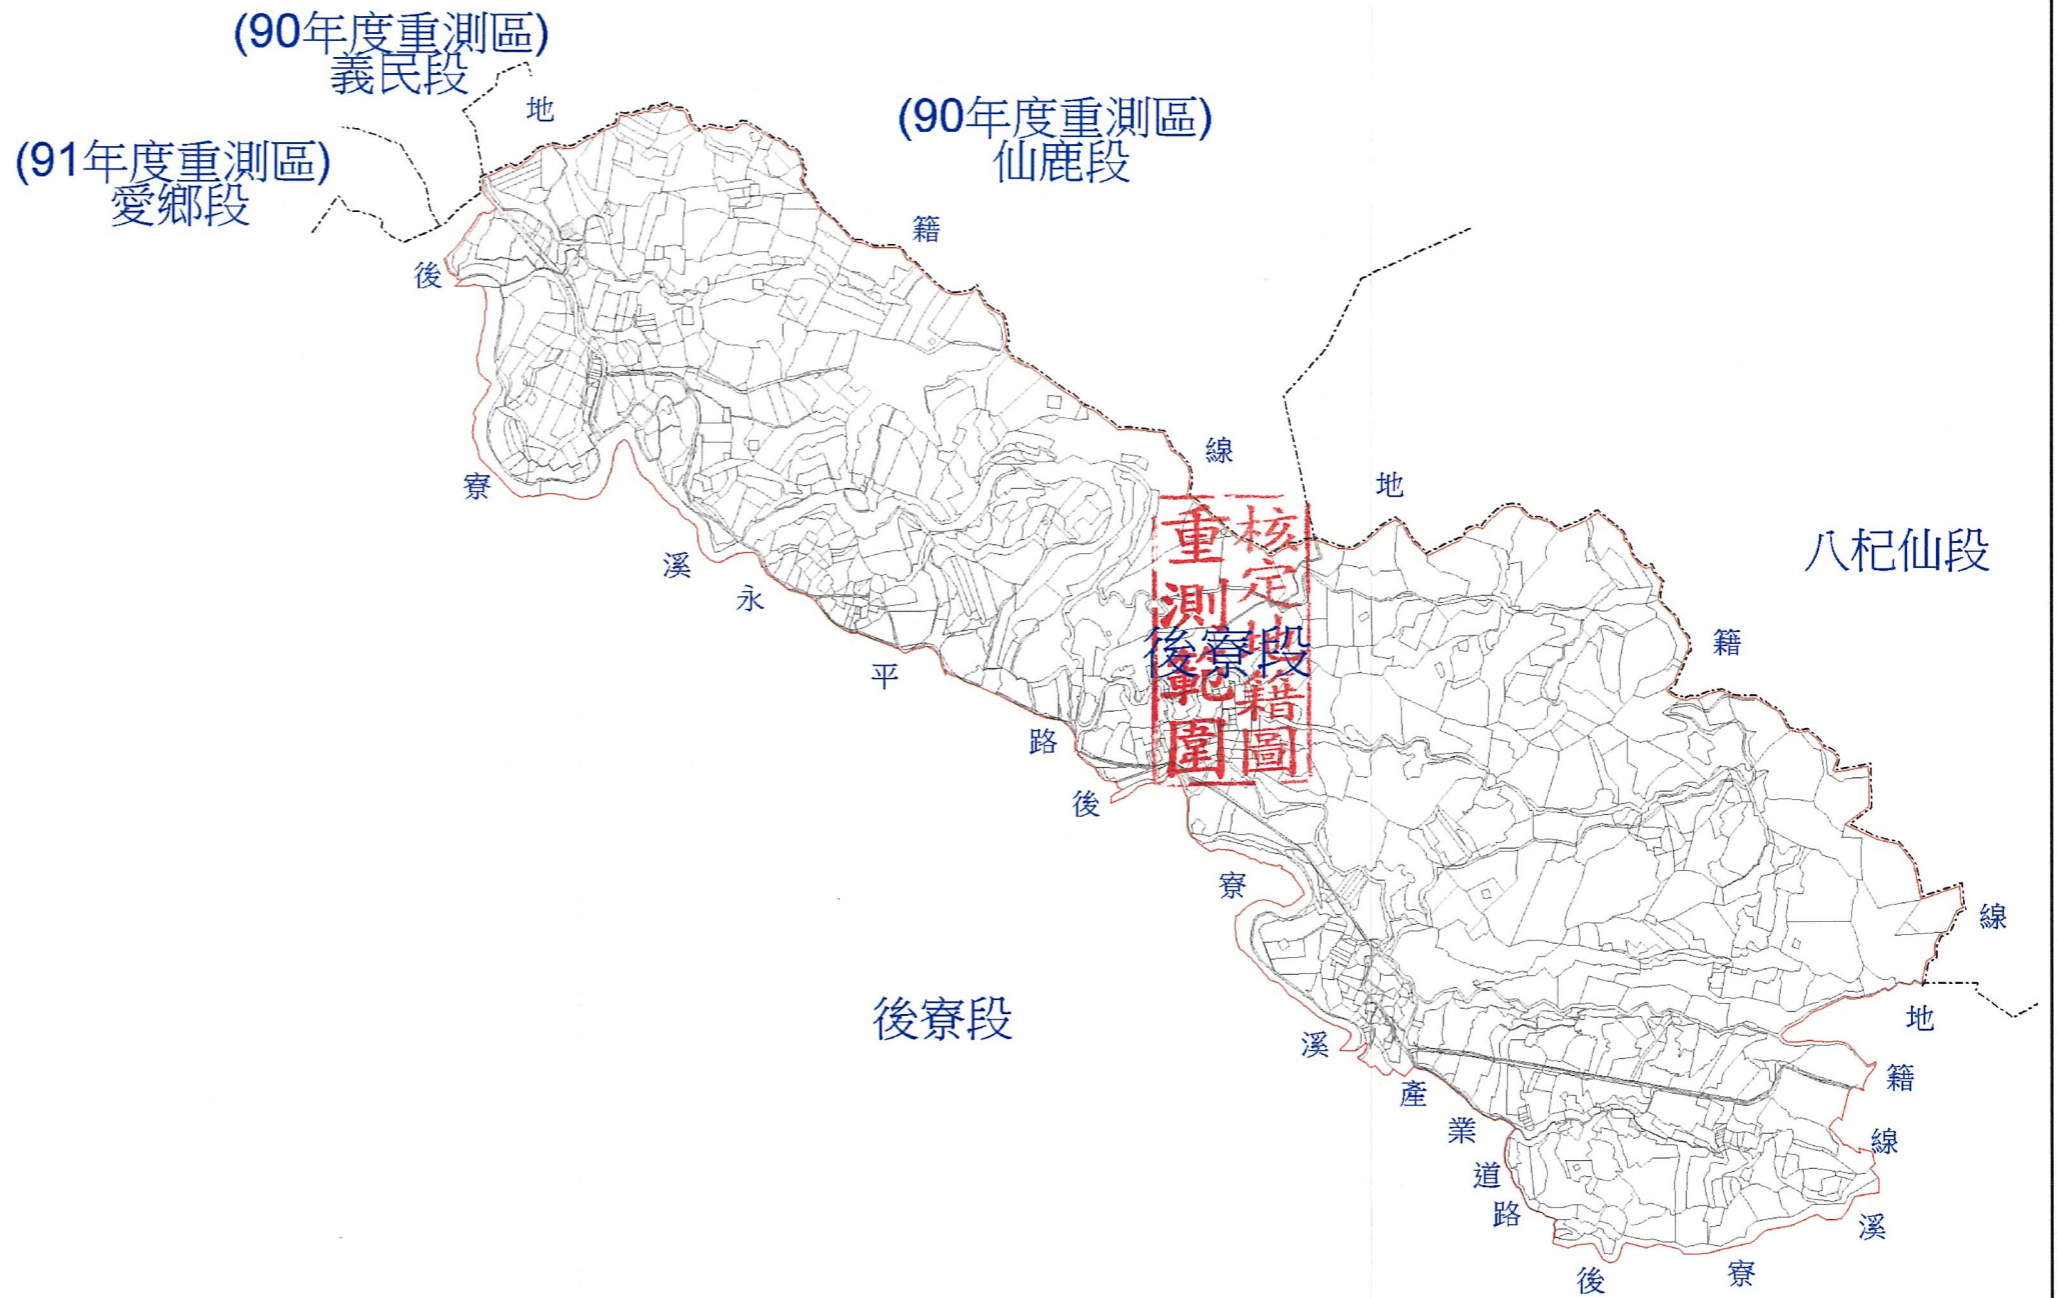 (90年度重測區)
義民段
(91年度重測區)
愛鄉段
(90年度重測區)
仙鹿段
地
籍
線
地
籍
線
八杞仙段
後
寮
溪
永
平
路
後
寮
溪
產
業
道
路
後
寮
溪
地
籍
線
後寮段
後寮段
核定地籍圖
重測範圍